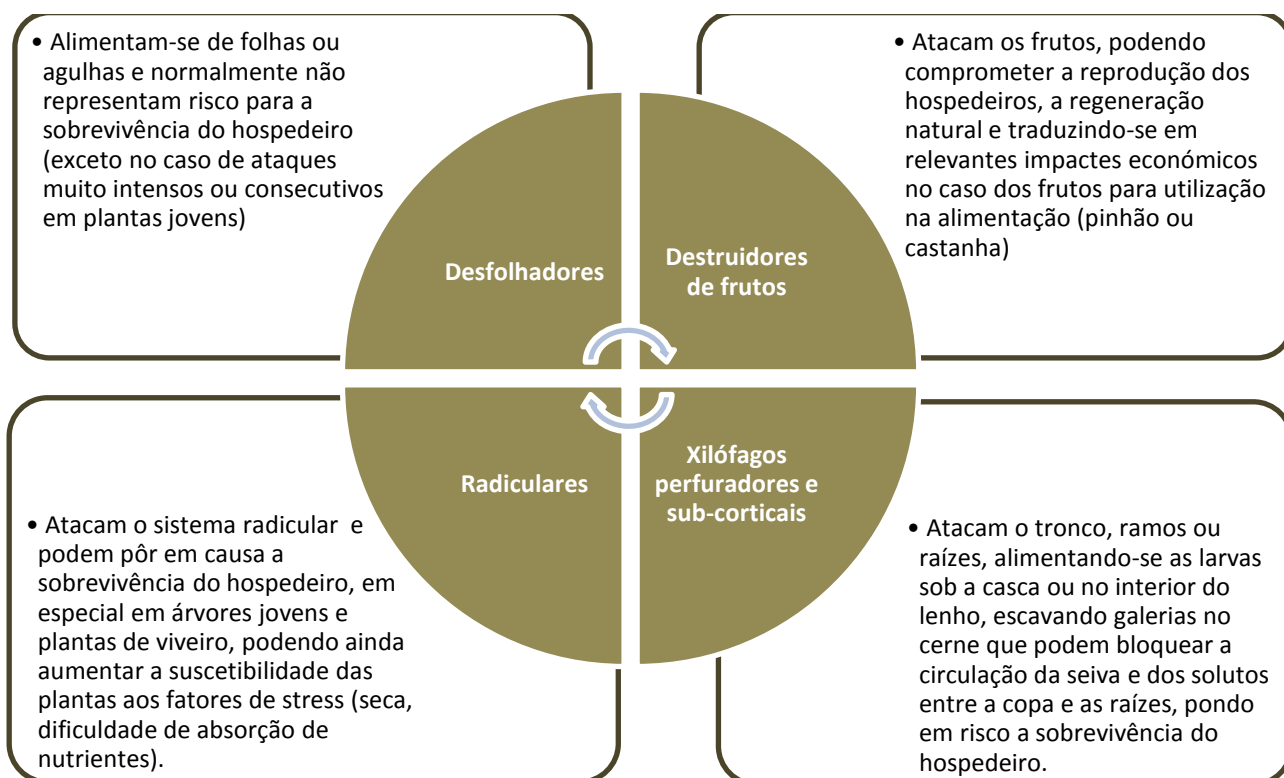 • Alimentam-se de folhas ou
agulhas e normalmente não
representam risco para a
sobrevivência do hospedeiro
(exceto no caso de ataques
muito intensos ou consecutivos
em plantas jovens)
• Atacam os frutos, podendo
comprometer a reprodução dos
hospedeiros, a regeneração
natural e traduzindo-se em
relevantes impactes económicos
no caso dos frutos para utilização
na alimentação (pinhão ou
castanha)
Desfolhadores
Destruidores
de frutos
Radiculares
Xilófagos
perfuradores e
sub-corticais
• Atacam o sistema radicular e
podem pôr em causa a
sobrevivência do hospedeiro, em
especial em árvores jovens e
plantas de viveiro, podendo ainda
aumentar a suscetibilidade das
plantas aos fatores de stress (seca,
dificuldade de absorção de
nutrientes).
• Atacam o tronco, ramos ou
raízes, alimentando-se as larvas
sob a casca ou no interior do
lenho, escavando galerias no
cerne que podem bloquear a
circulação da seiva e dos solutos
entre a copa e as raízes, pondo
em risco a sobrevivência do
hospedeiro.